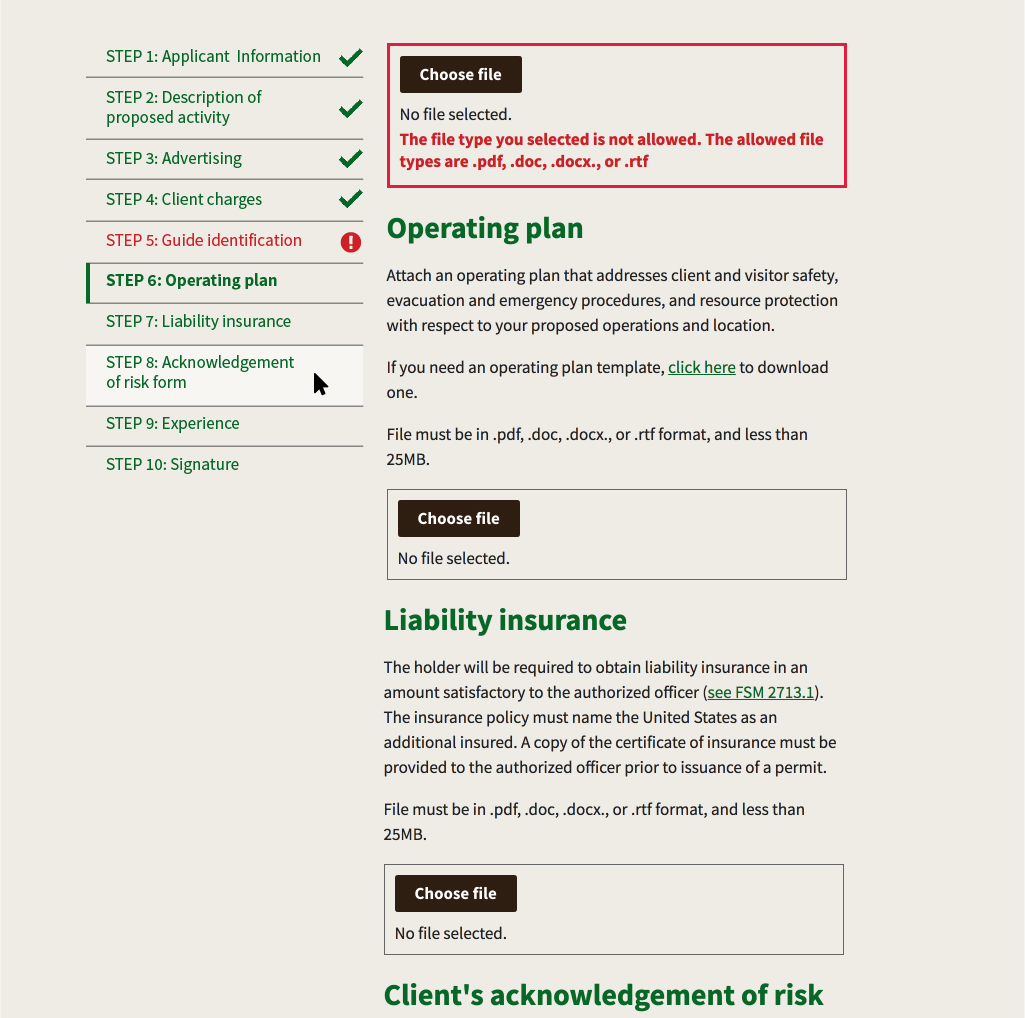 STEP 1: Applicant  Information
STEP 2: Description of
proposed activity
STEP 3: Advertising
STEP 4: Client charges
STEP 5: Guide identification
STEP 6: Operating plan
STEP 7: Liability insurance
STEP 8: Acknowledgement
of risk form
STEP 9: Experience
STEP 10: Signature
Choose file
No file selected.
The file type you selected is not allowed. The allowed file
types are .pdf, .doc, .docx., or .rtf
Operating plan
Attach an operating plan that addresses client and visitor safety,
evacuation and emergency procedures, and resource protection
with respect to your proposed operations and location.
If you need an operating plan template, click here to download
one.
File must be in .pdf, .doc, .docx., or .rtf format, and less than
25MB.
Choose file
No file selected.
Liability insurance
The holder will be required to obtain liability insurance in an
amount satisfactory to the authorized officer (see FSM 2713.1).
The insurance policy must name the United States as an
additional insured. A copy of the certificate of insurance must be
provided to the authorized officer prior to issuance of a permit.
File must be in .pdf, .doc, .docx., or .rtf format, and less than
25MB.
Choose file
No file selected.
Client's acknowledgement of risk